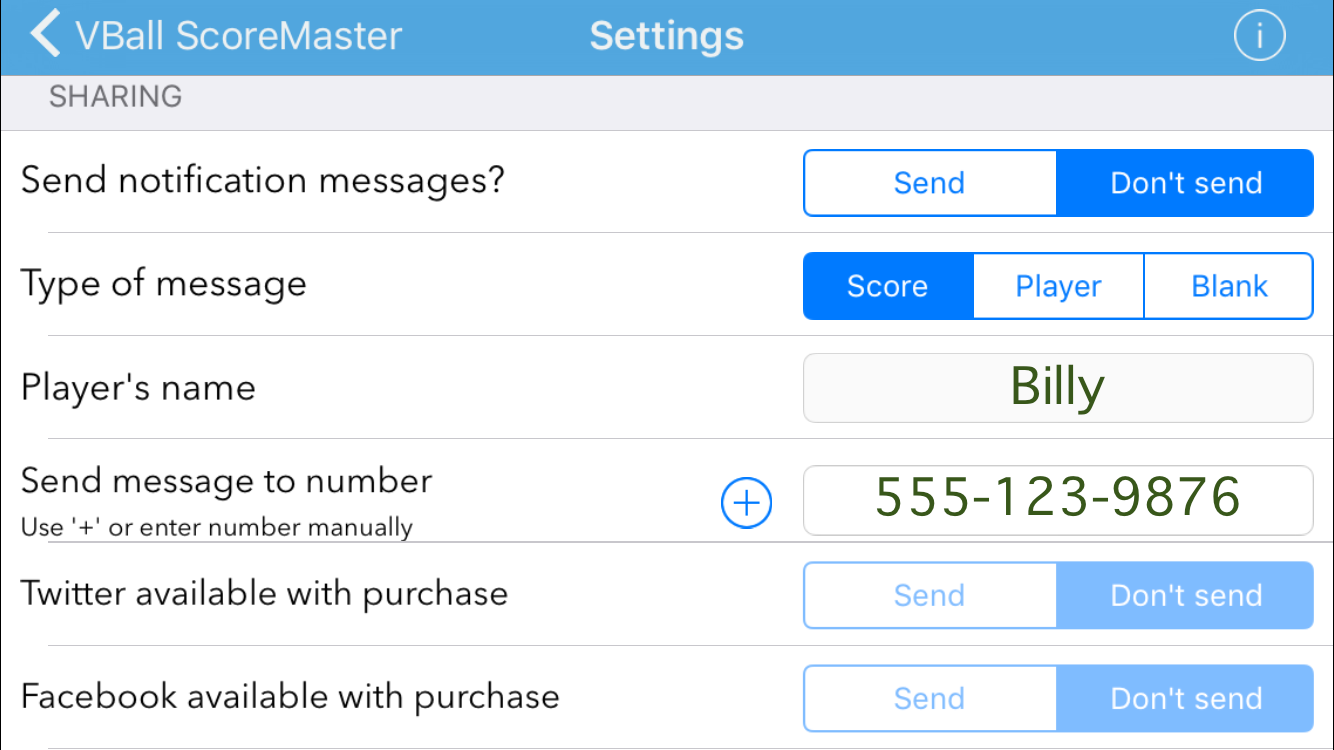 VBall ScoreMaster Settings i
SHARING
Send notification messages? Send Don't send
Type of message Score Player Blank
Player's name Billy
Send message to number + 555-123-9876
Use '+' or enter number manually
Twitter available with purchase Send Don't send
Facebook available with purchase Send Don't send